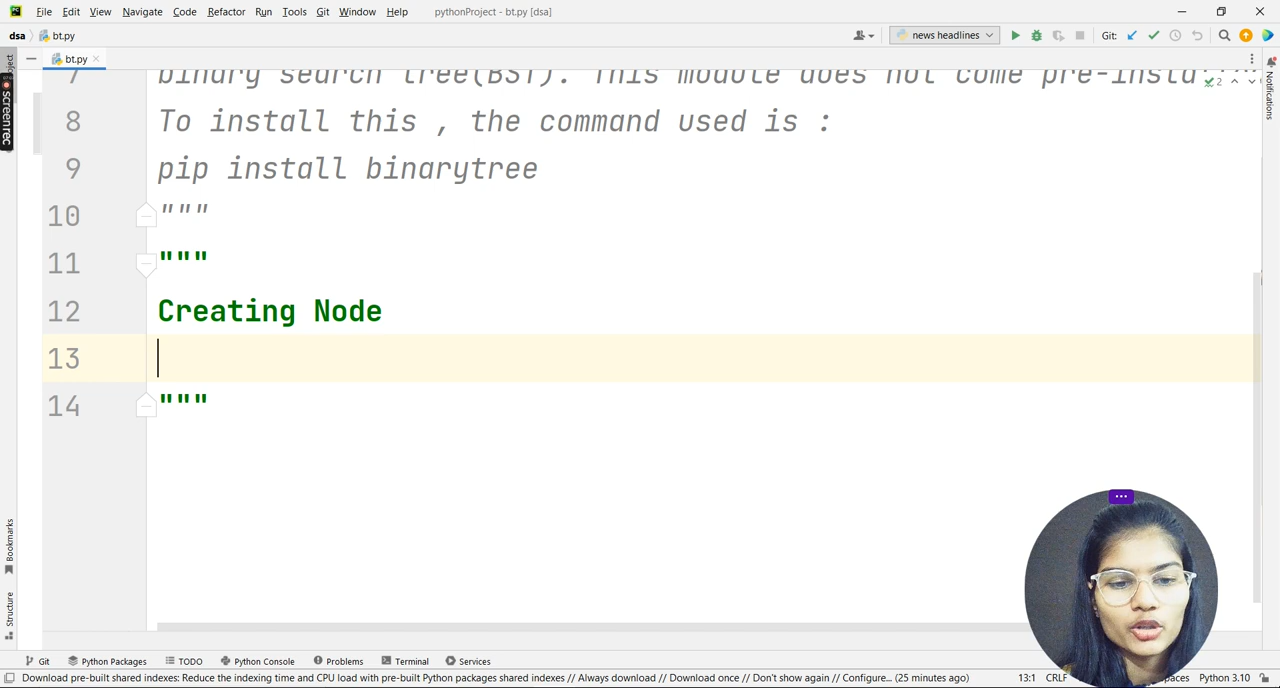 File Edit View Navigate Code Refactor Run Tools Git Window Help pythonProject - bt.py [dsa]
dsa bt.py news headlines Git:
bt.py
7 binary search tree(BST). This module does not come pre-insta
2
8 To install this , the command used is :
9 pip install binarytree
10 """
11 """
12 Creating Node
13
14 """
screenrec
Notifications
Bookmarks
Structure
Git Python Packages TODO Python Console Problems Terminal Services
Download pre-built shared indexes: Reduce the indexing time and CPU load with pre-built Python packages shared indexes // Always download // Download once // Don't show again // Configure... (25 minutes ago) 13:1 CRLF Python 3.10